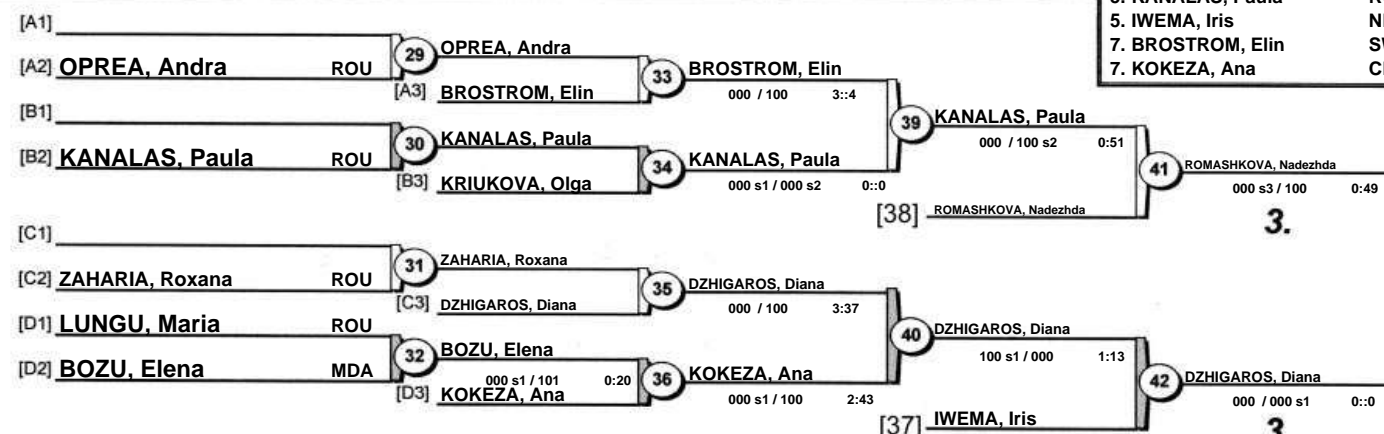 5. IWEMA, Iris
7. BROSTROM, Elin
7. KOKEZA, Ana
[A1]
[A2] OPREA, Andra ROU
29
OPREA, Andra
[A3] BROSTROM, Elin
33
BROSTROM, Elin
000 / 100 3::4
[B1]
[B2] KANALAS, Paula ROU
30
KANALAS, Paula
[B3] KRIUKOVA, Olga
34
KANALAS, Paula
000 s1 / 000 s2 0::0
39
KANALAS, Paula
000 / 100 s2 0:51
[38] ROMASHKOVA, Nadezhda
41
ROMASHKOVA, Nadezhda
000 s3 / 100 0:49
3.
[C1]
[C2] ZAHARIA, Roxana ROU
31
ZAHARIA, Roxana
[C3] DZHIGAROS, Diana
35
DZHIGAROS, Diana
000 / 100 3:37
[D1] LUNGU, Maria ROU
[D2] BOZU, Elena MDA
32
BOZU, Elena
000 s1 / 101 0:20
[D3] KOKEZA, Ana
36
KOKEZA, Ana
000 s1 / 100 2:43
40
DZHIGAROS, Diana
100 s1 / 000 1:13
[37] IWEMA, Iris
42
DZHIGAROS, Diana
000 / 000 s1 0::0
3